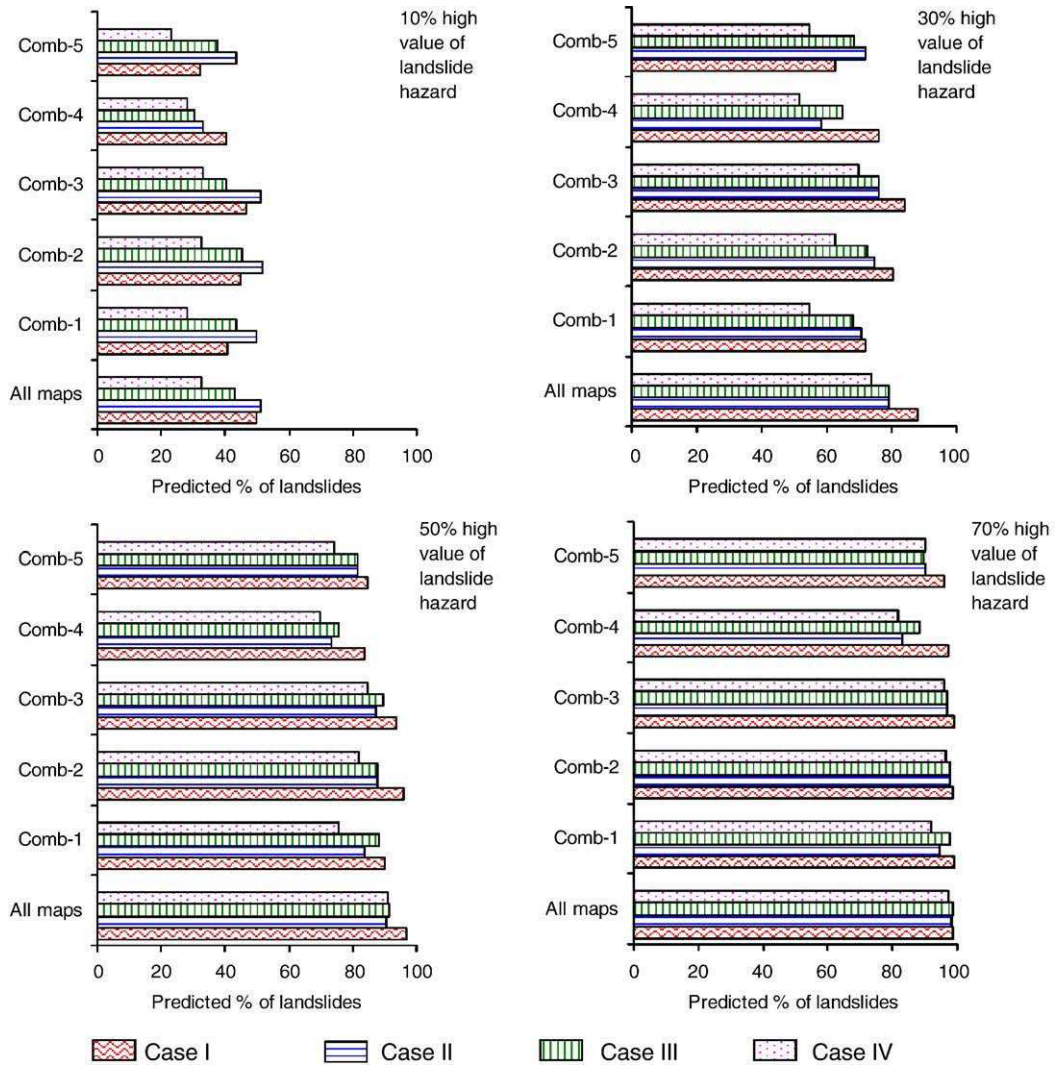 10% high
value of
landslide
hazard
Comb-5
Comb-4
Comb-3
Comb-2
Comb-1
All maps
0 20 40 60 80 100
Predicted % of landslides
30% high
value of
landslide
hazard
Comb-5
Comb-4
Comb-3
Comb-2
Comb-1
All maps
0 20 40 60 80 100
Predicted % of landslides
50% high
value of
landslide
hazard
Comb-5
Comb-4
Comb-3
Comb-2
Comb-1
All maps
0 20 40 60 80 100
Predicted % of landslides
70% high
value of
landslide
hazard
Comb-5
Comb-4
Comb-3
Comb-2
Comb-1
All maps
0 20 40 60 80 100
Predicted % of landslides
Case I Case II Case III Case IV